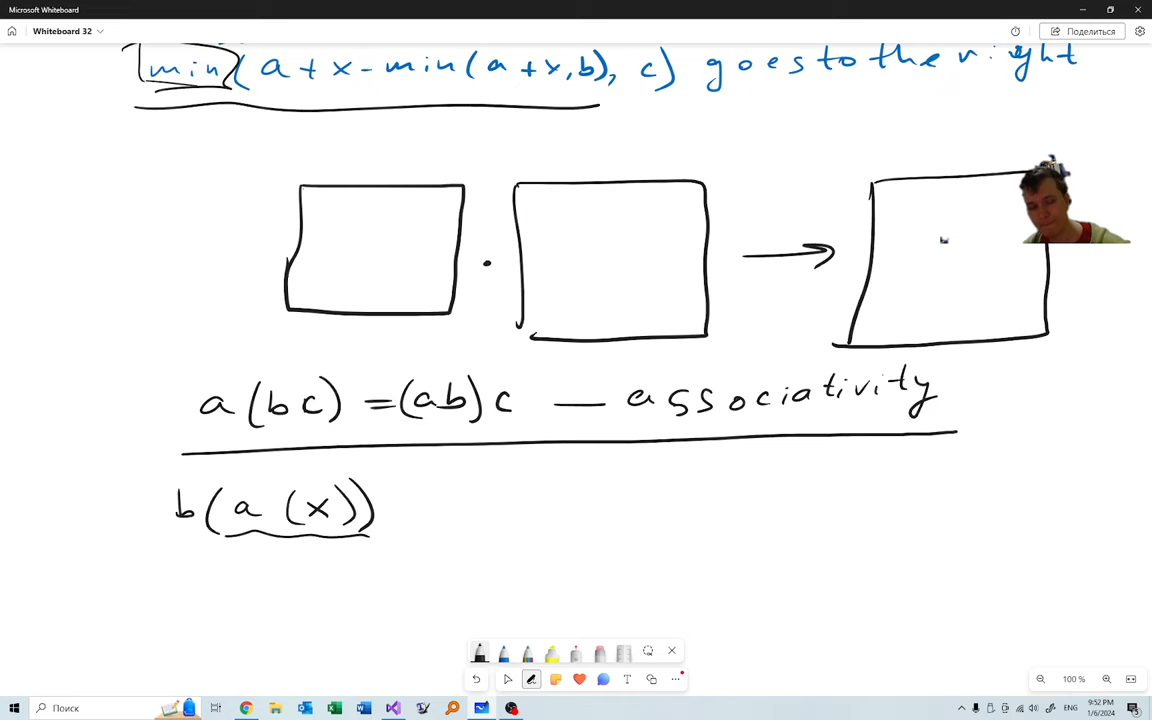 Microsoft Whiteboard
Whiteboard 32
Поделиться
min(a+x-min(a+x,b), c) goes to the right
a(bc)=(ab)c — associativity
b(a(x))
100 %
Поиск
ENG
9:52 PM
1/6/2024